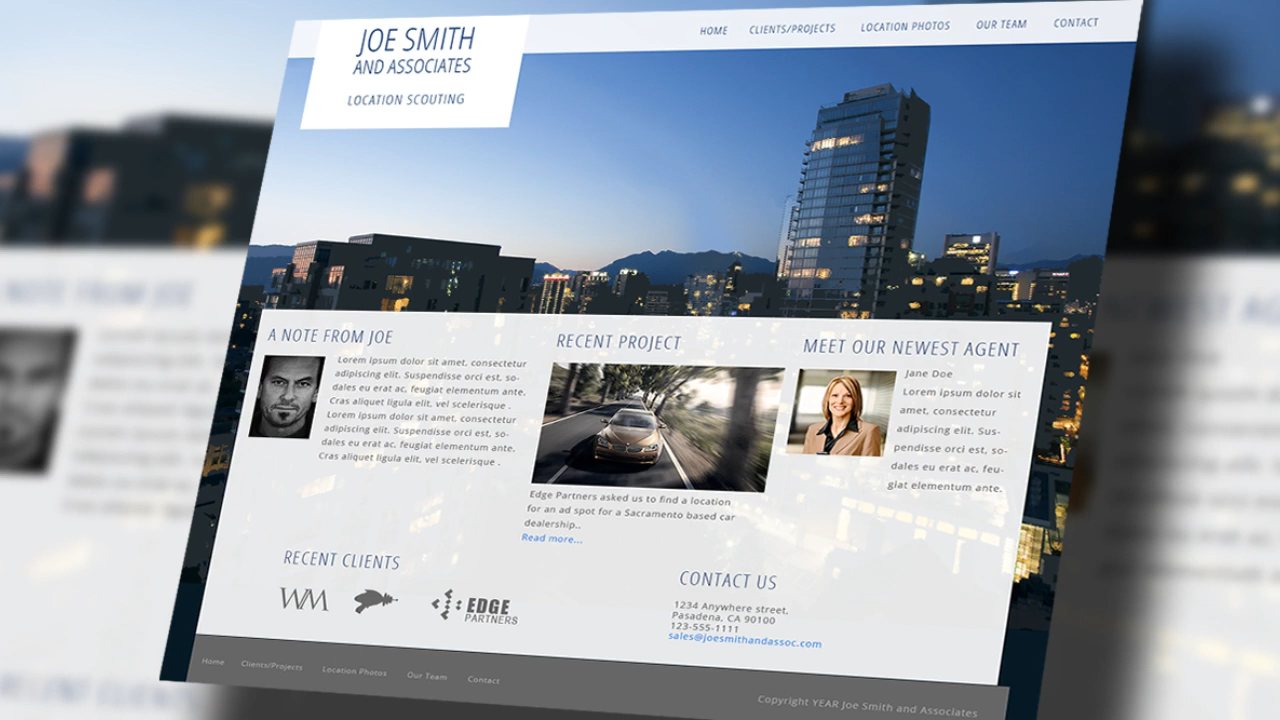 JOE SMITH
AND ASSOCIATES
LOCATION SCOUTING
HOME CLIENTS/PROJECTS LOCATION PHOTOS OUR TEAM CONTACT
A NOTE FROM JOE
Lorem ipsum dolor sit amet, consectetur
adipiscing elit. Suspendisse orci est, so-
dales eu erat ac, feugiat elementum ante.
Cras aliquet ligula elit, vel scelerisque .
Lorem ipsum dolor sit amet, consectetur
adipiscing elit. Suspendisse orci est, so-
dales eu erat ac, feugiat elementum ante.
Cras aliquet ligula elit, vel scelerisque .
RECENT PROJECT
Edge Partners asked us to find a location
for an ad spot for a Sacramento based car
dealership..
Read more...
MEET OUR NEWEST AGENT
Jane Doe
Lorem ipsum dolor sit
amet, consectetur
adipiscing elit. Sus-
pendisse orci est, so-
dales eu erat ac, feu-
giat elementum ante.
RECENT CLIENTS
WM
EDGE
PARTNERS
CONTACT US
1234 Anywhere street,
Pasadena, CA 90100
123-555-1111
sales@joesmithandassoc.com
Home Clients/Projects Location Photos Our Team Contact
Copyright YEAR Joe Smith and Associates